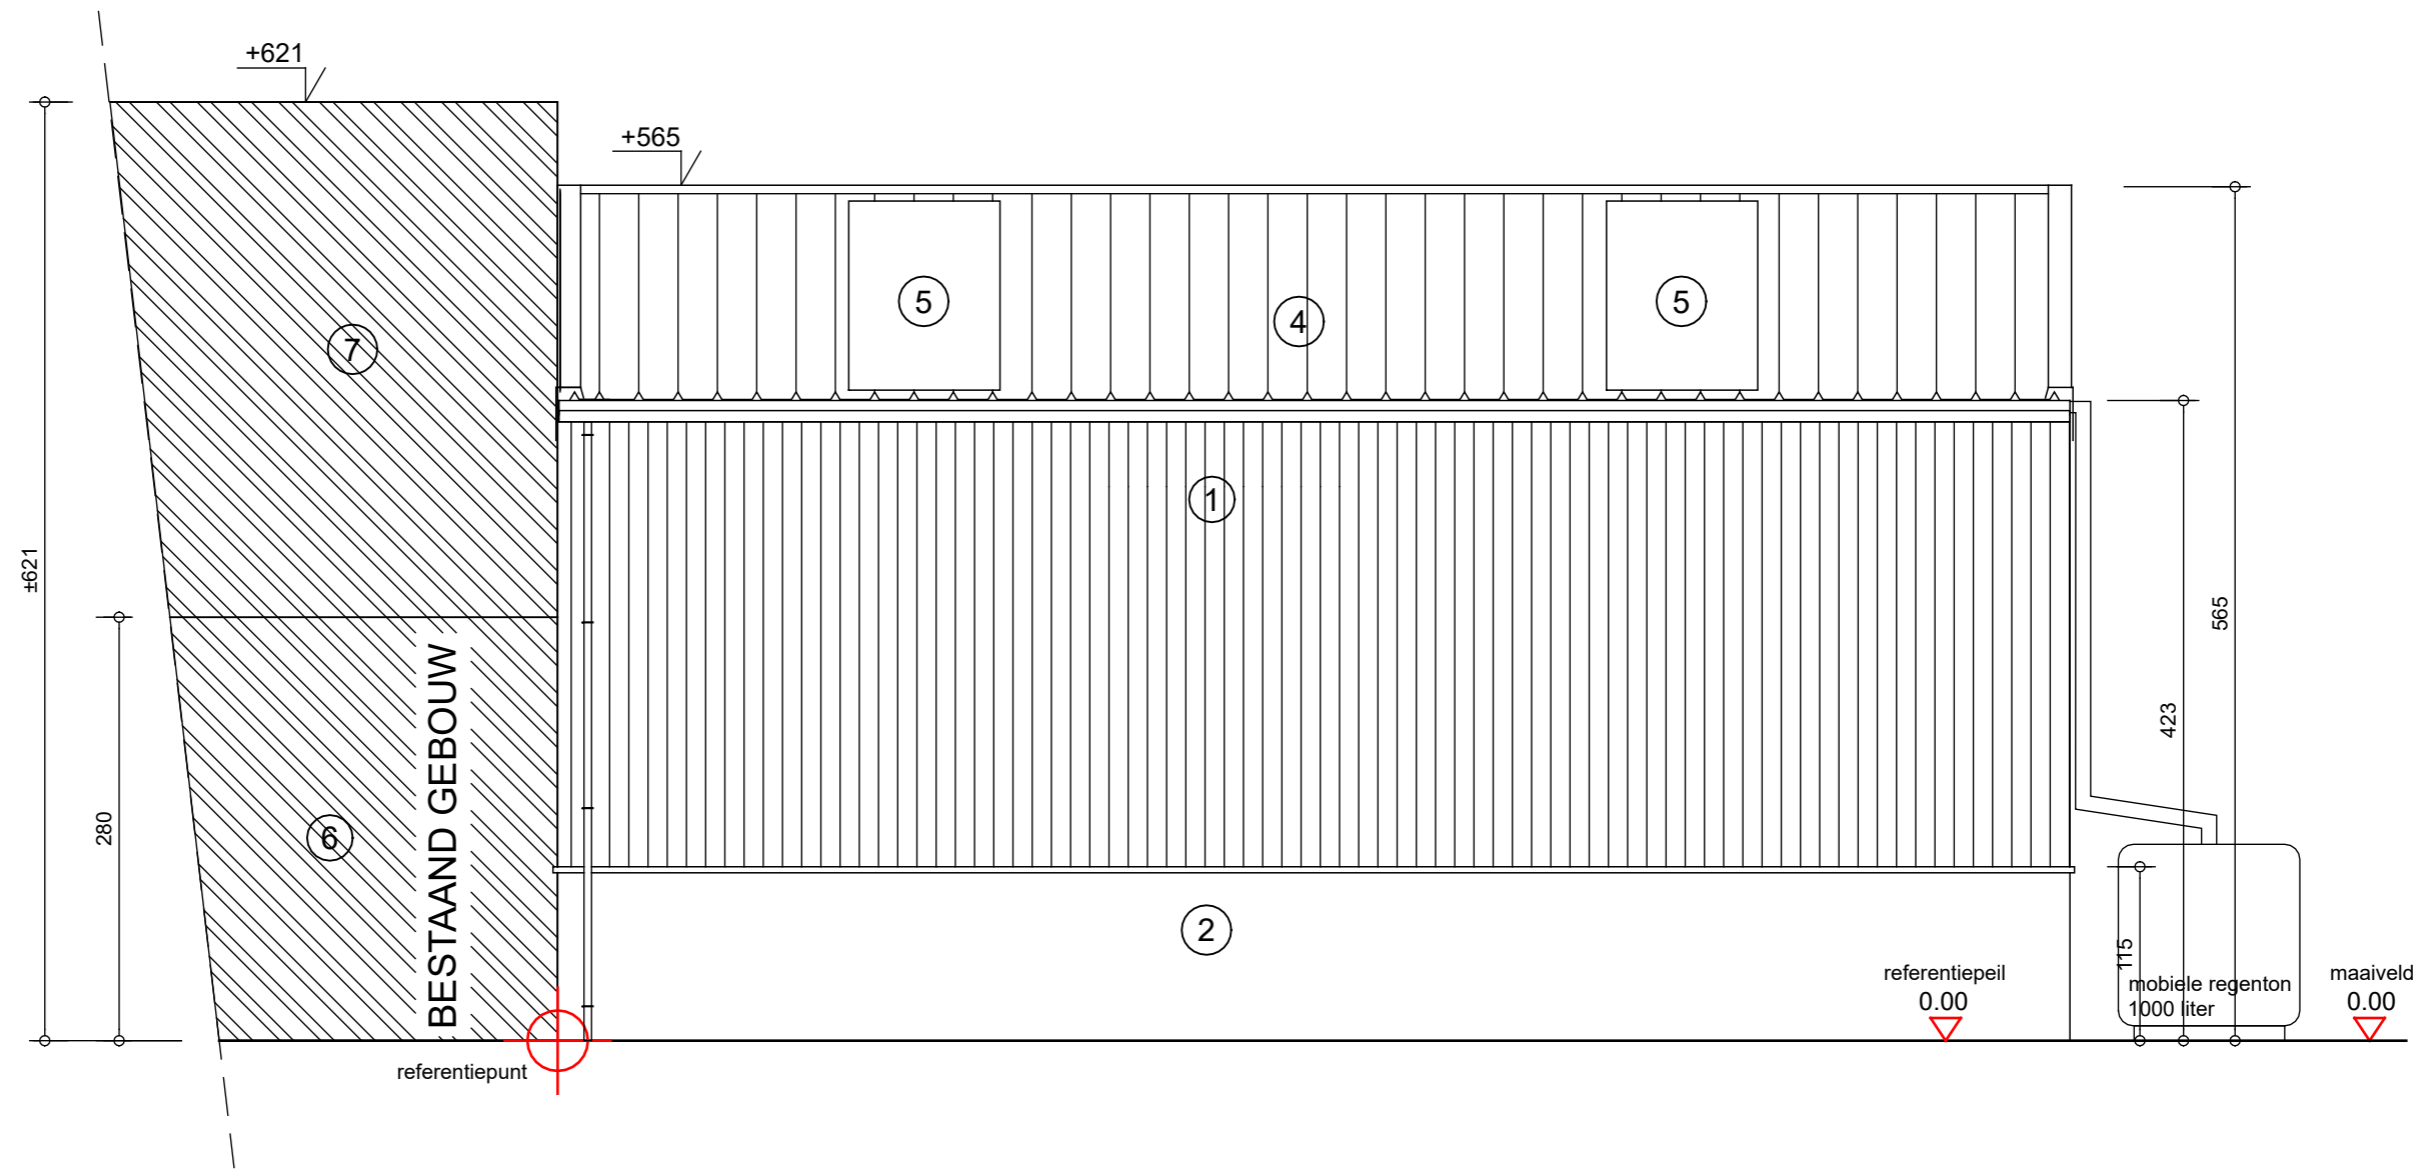 +621
+565
5
5
4
7
1
±621
565
280
423
6
BESTAAND GEBOUW
2
115
referentiepeil
0.00
mobiele regenton
1000 liter
maaiveld
0.00
referentiepunt